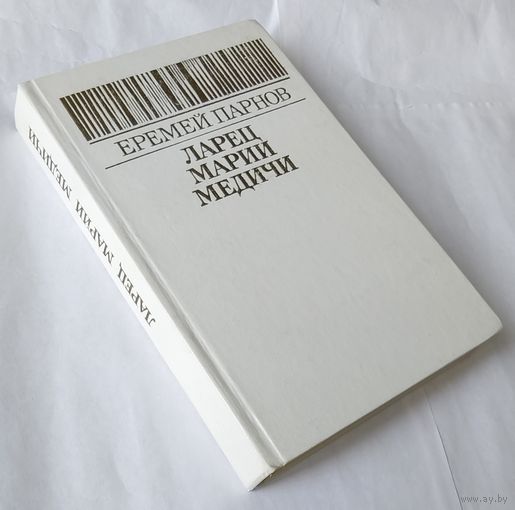 ЕРЕМЕЙ ПАРНОВ
ЛАРЕЦ
МАРИИ
МЕДИЧИ
ЛАРЕЦ МАРИИ МЕДИЧИ
www.ay.by